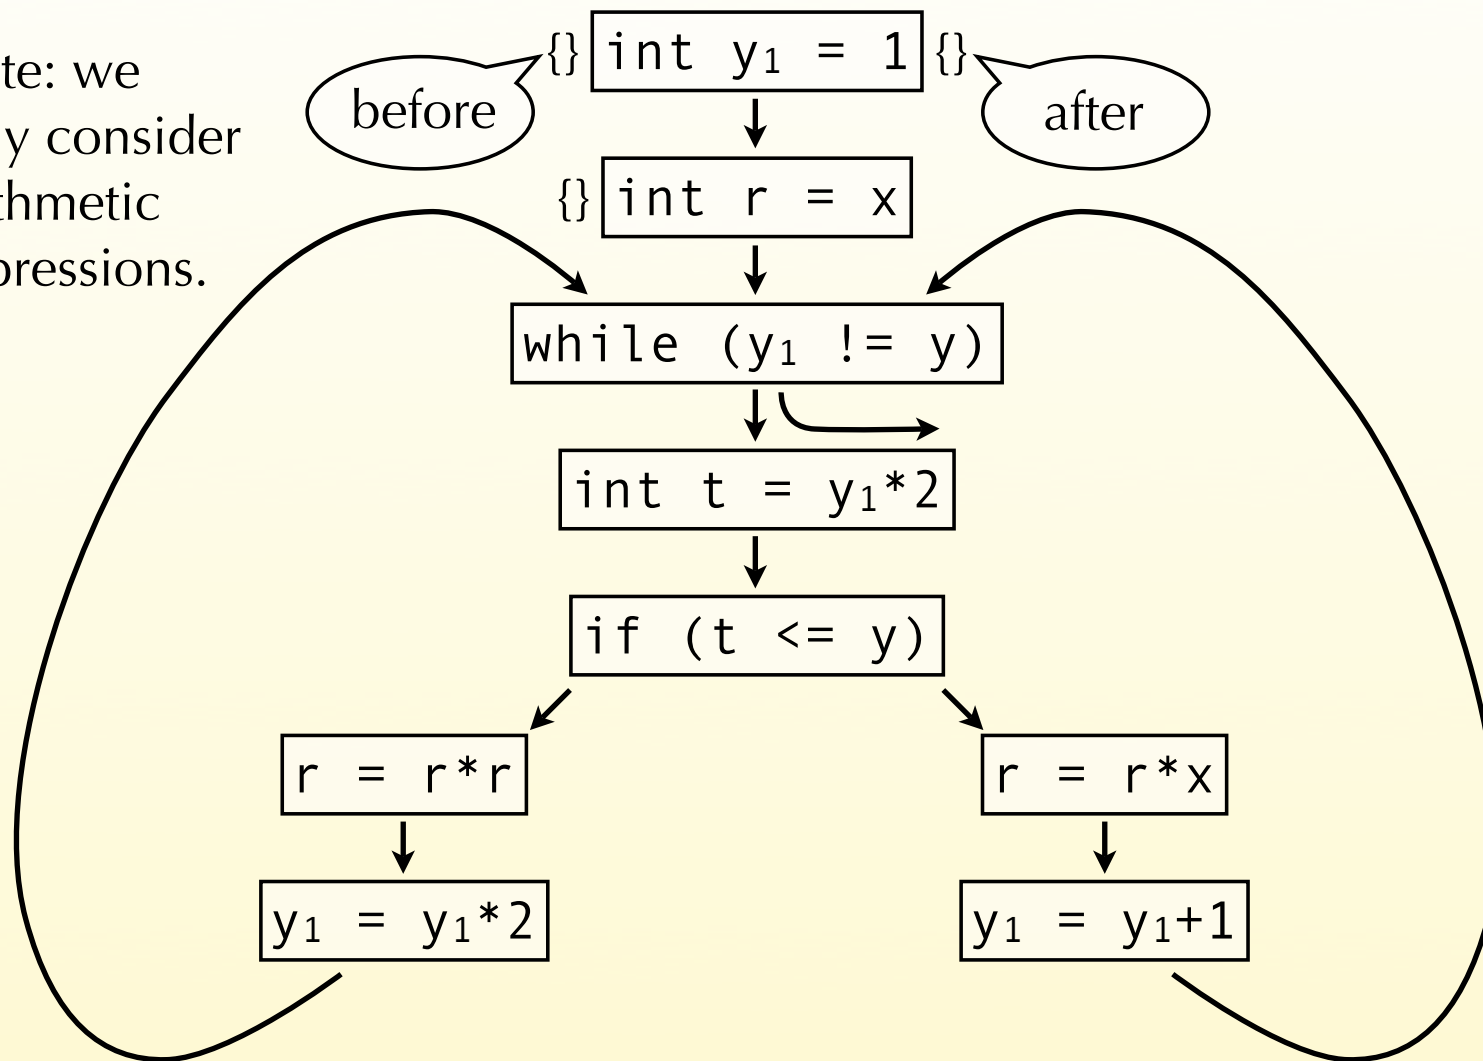 te: we
y consider
thmetic
pressions.
before
{} int y₁ = 1 {}
after
{} int r = x
while (y₁ != y)
int t = y₁*2
if (t <= y)
r = r*r
r = r*x
y₁ = y₁*2
y₁ = y₁+1